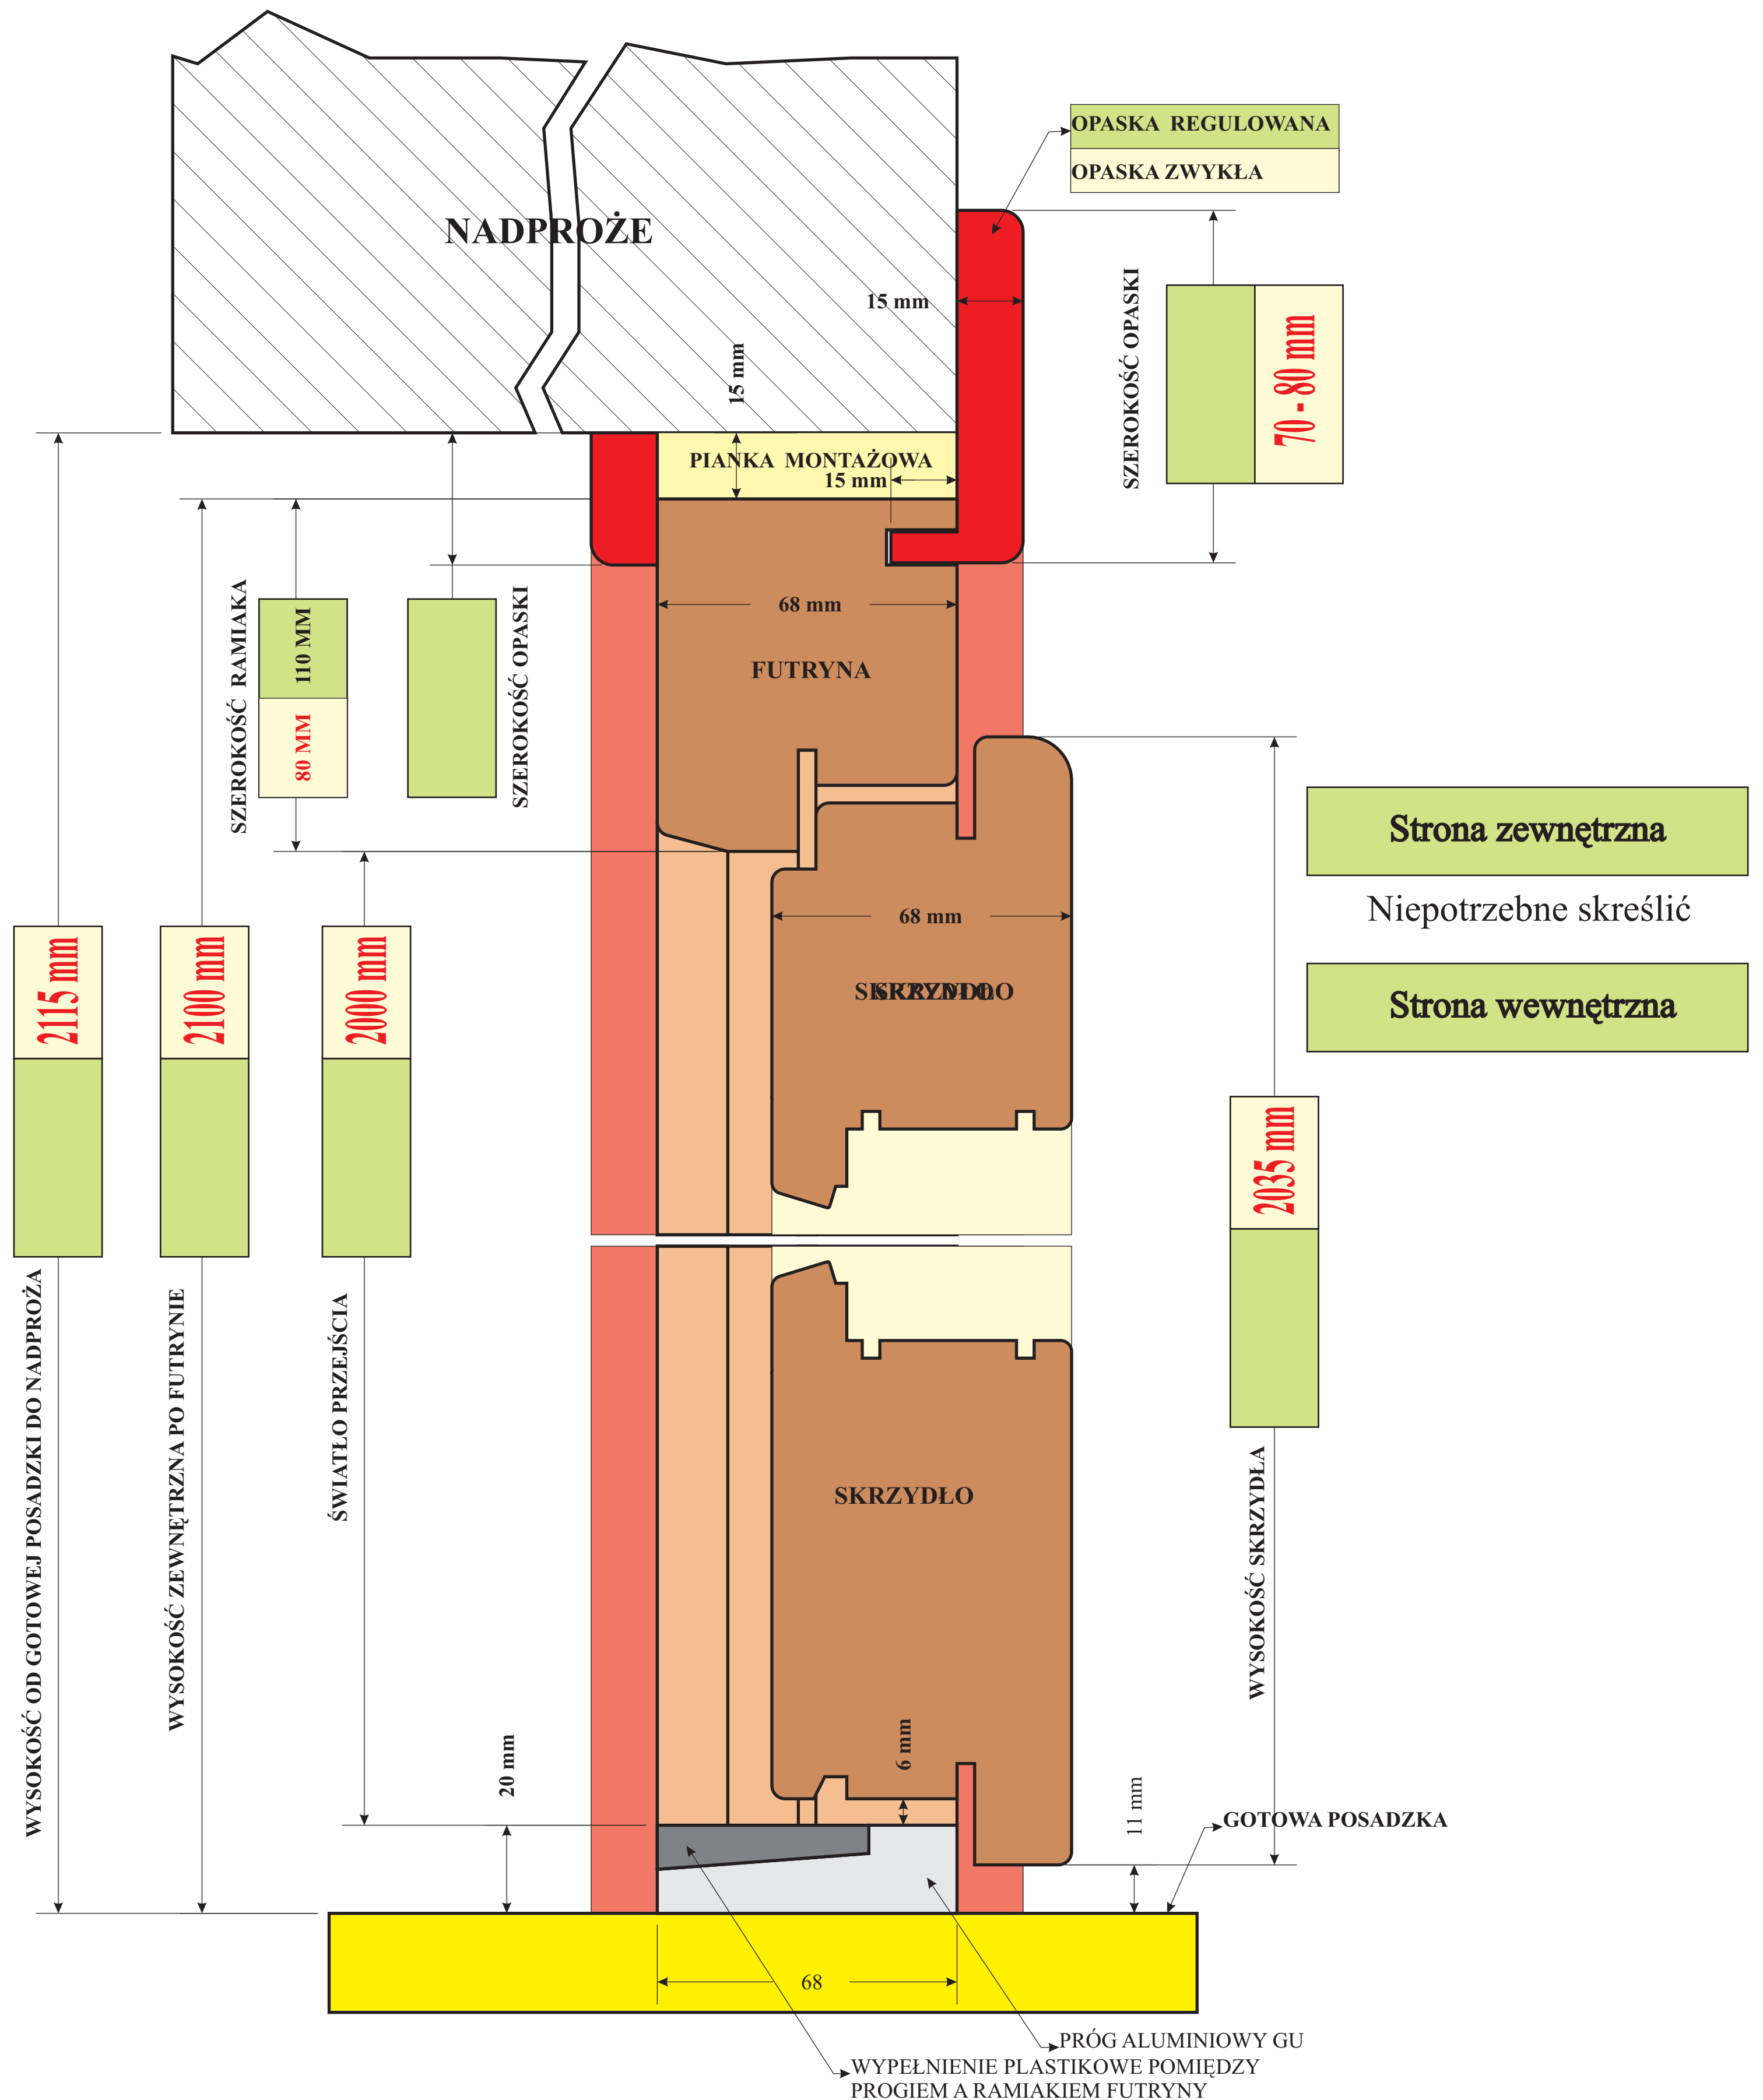 OPASKA REGULOWANA
OPASKA ZWYKŁA
NADPROŻE
15 mm
15 mm
SZEROKOŚĆ OPASKI
70 - 80 mm
PIANKA MONTAŻOWA
15 mm
68 mm
FUTRYNA
SZEROKOŚĆ RAMIAKA
110 MM
80 MM
SZEROKOŚĆ OPASKI
Strona zewnętrzna
Niepotrzebne skreślić
Strona wewnętrzna
68 mm
SKRZYDŁO
SKRZYDŁO
2115 mm
2100 mm
2000 mm
2035 mm
WYSOKOŚĆ OD GOTOWEJ POSADZKI DO NADPROŻA
WYSOKOŚĆ ZEWNĘTRZNA PO FUTRYNIE
ŚWIATŁO PRZEJŚCIA
WYSOKOŚĆ SKRZYDŁA
SKRZYDŁO
20 mm
6 mm
11 mm
GOTOWA POSADZKA
68
PRÓG ALUMINIOWY GU
WYPEŁNIENIE PLASTIKOWE POMIĘDZY
PROGIEM A RAMIAKIEM FUTRYNY